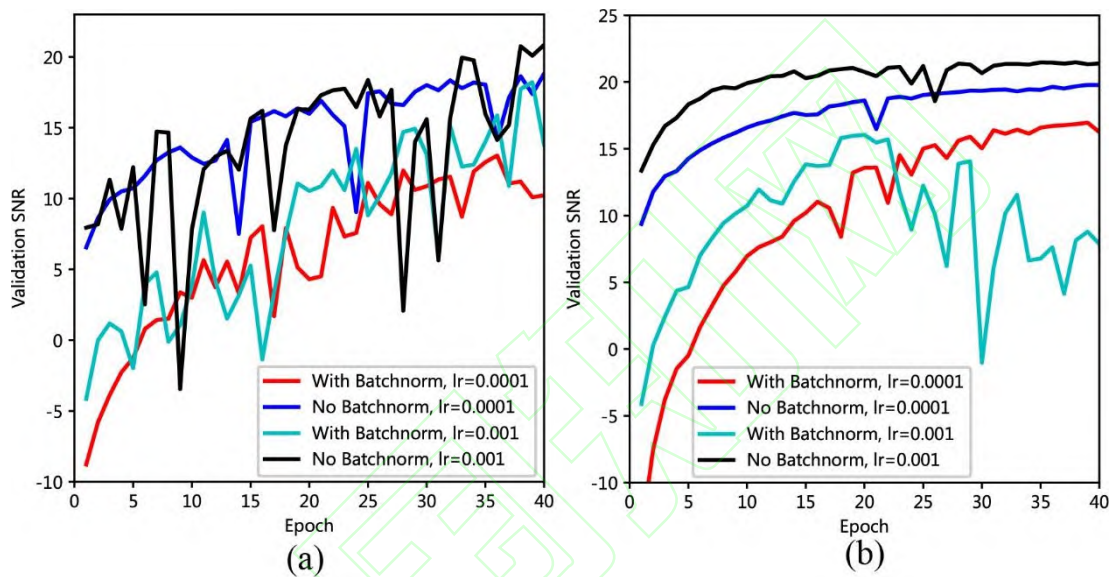 20
15
10
5
0
-5
-10
Validation SNR
0
5
10
15
20
25
30
35
40
Epoch
With Batchnorm, lr=0.0001
No Batchnorm, lr=0.0001
With Batchnorm, lr=0.001
No Batchnorm, lr=0.001
(a)
25
20
15
10
5
0
-5
-10
Validation SNR
0
5
10
15
20
25
30
35
40
Epoch
With Batchnorm, lr=0.0001
No Batchnorm, lr=0.0001
With Batchnorm, lr=0.001
No Batchnorm, lr=0.001
(b)